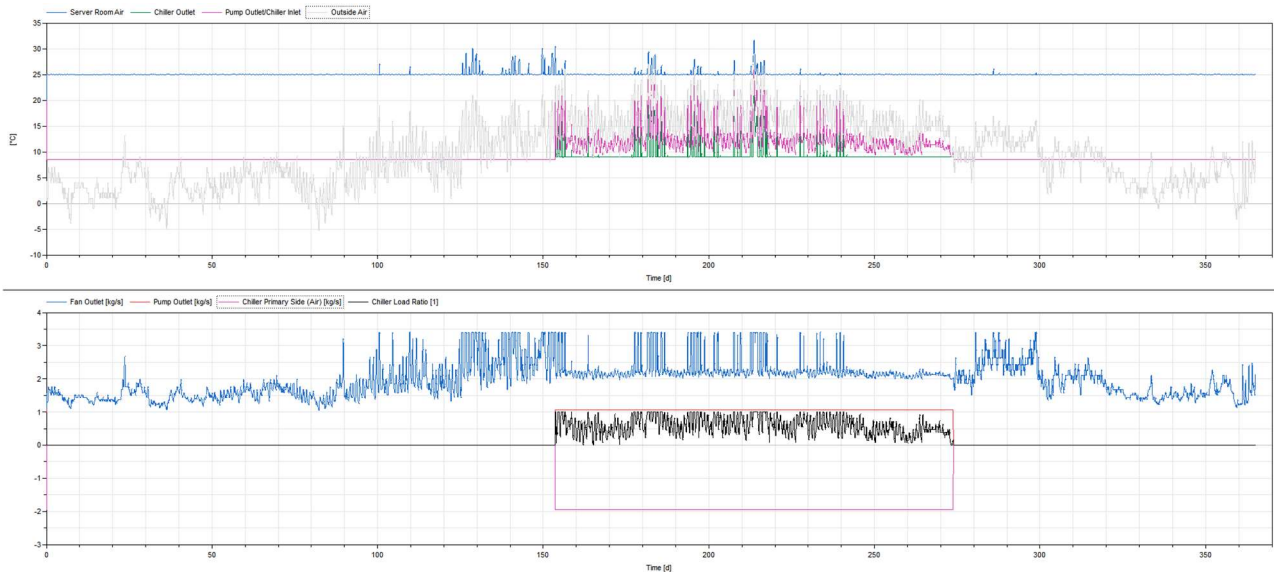 Server Room Air Chiller Outlet Pump Outlet/Chiller Inlet Outside Air
35
30
25
20
15
10
5
0
-5
-10
[°C]
0 50 100 150 200 250 300 350
Time [d]
Fan Outlet [kg/s] Pump Outlet [kg/s] Chiller Primary Side (Air) [kg/s] Chiller Load Ratio [1]
4
3
2
1
0
-1
-2
-3
0 50 100 150 200 250 300 350
Time [d]